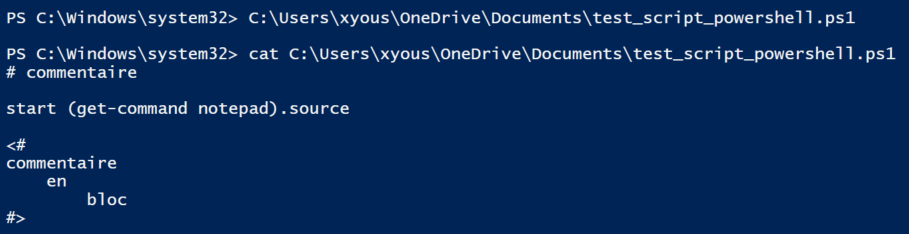 PS C:\Windows\system32> C:\Users\xyous\OneDrive\Documents\test_script_powershell.ps1
PS C:\Windows\system32> cat C:\Users\xyous\OneDrive\Documents\test_script_powershell.ps1
# commentaire
start (get-command notepad).source
<#
commentaire
    en
        bloc
#>